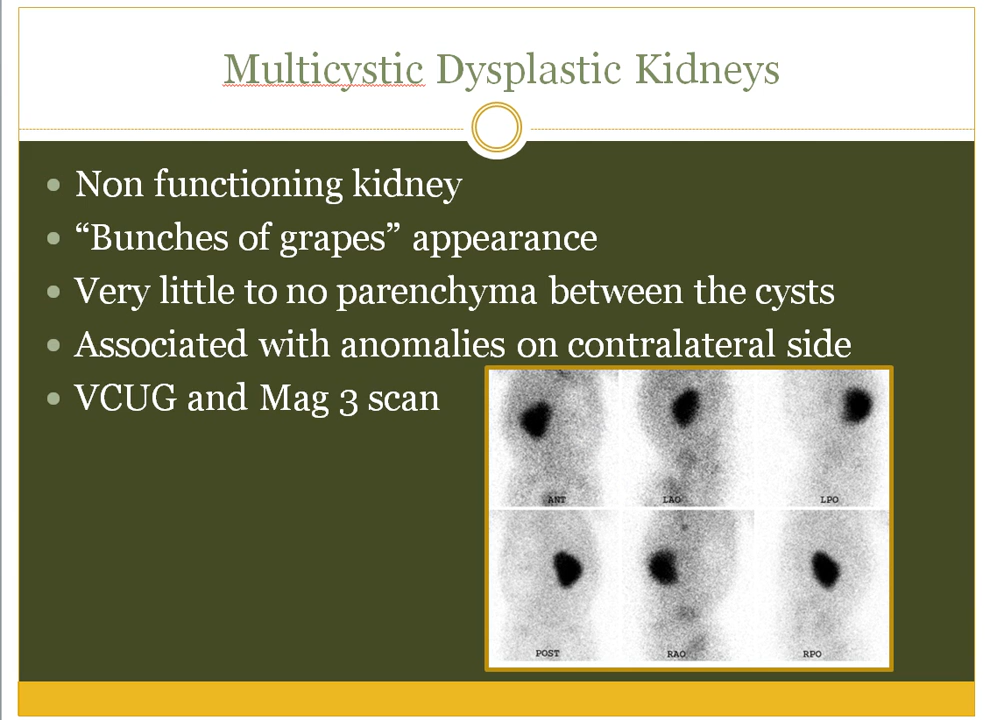 Multicystic Dysplastic Kidneys
• Non functioning kidney
• “Bunches of grapes” appearance
• Very little to no parenchyma between the cysts
• Associated with anomalies on contralateral side
• VCUG and Mag 3 scan
ANT LAO LPO
POST RAO RPO